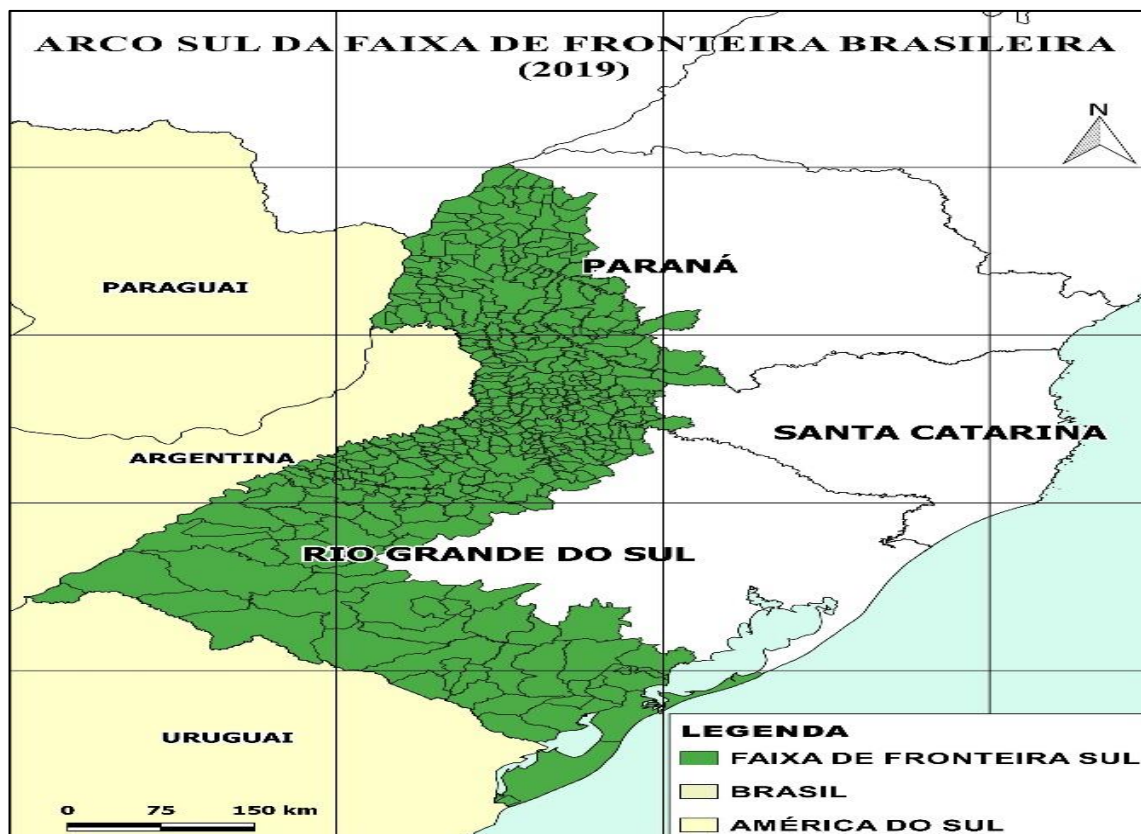 ARCO SUL DA FAIXA DE FRONTEIRA BRASILEIRA
(2019)
N
PARANÁ
PARAGUAI
SANTA CATARINA
ARGENTINA
RIO GRANDE DO SUL
URUGUAI
LEGENDA
FAIXA DE FRONTEIRA SUL
BRASIL
AMÉRICA DO SUL
0 75 150 km